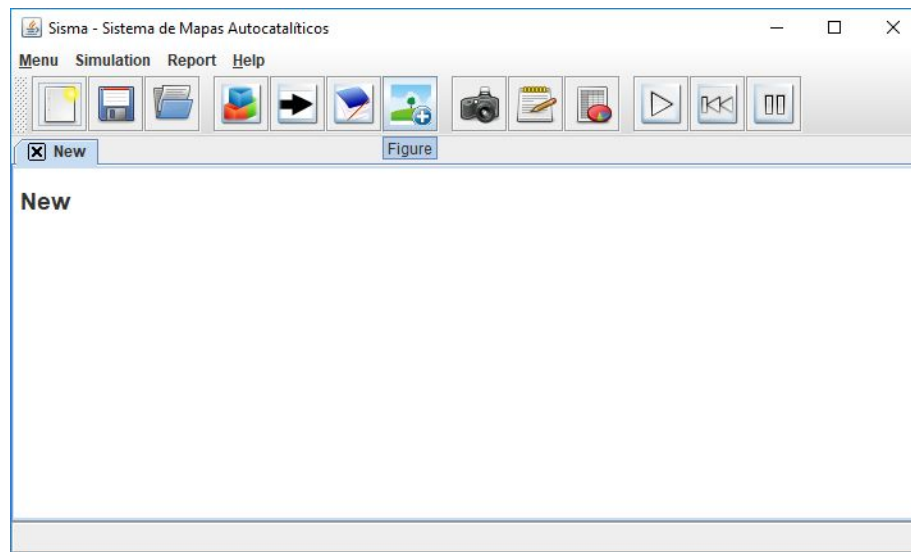 Sisma - Sistema de Mapas Autocatalíticos
Menu Simulation Report Help
New
Figure
New